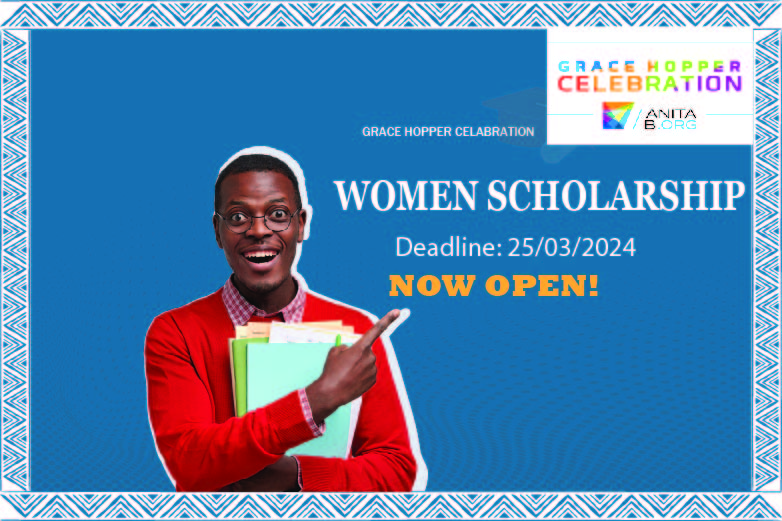 GRACE HOPPER
CELEBRATION
ANITA
B.ORG
GRACE HOPPER CELABRATION
WOMEN SCHOLARSHIP
Deadline: 25/03/2024
NOW OPEN!